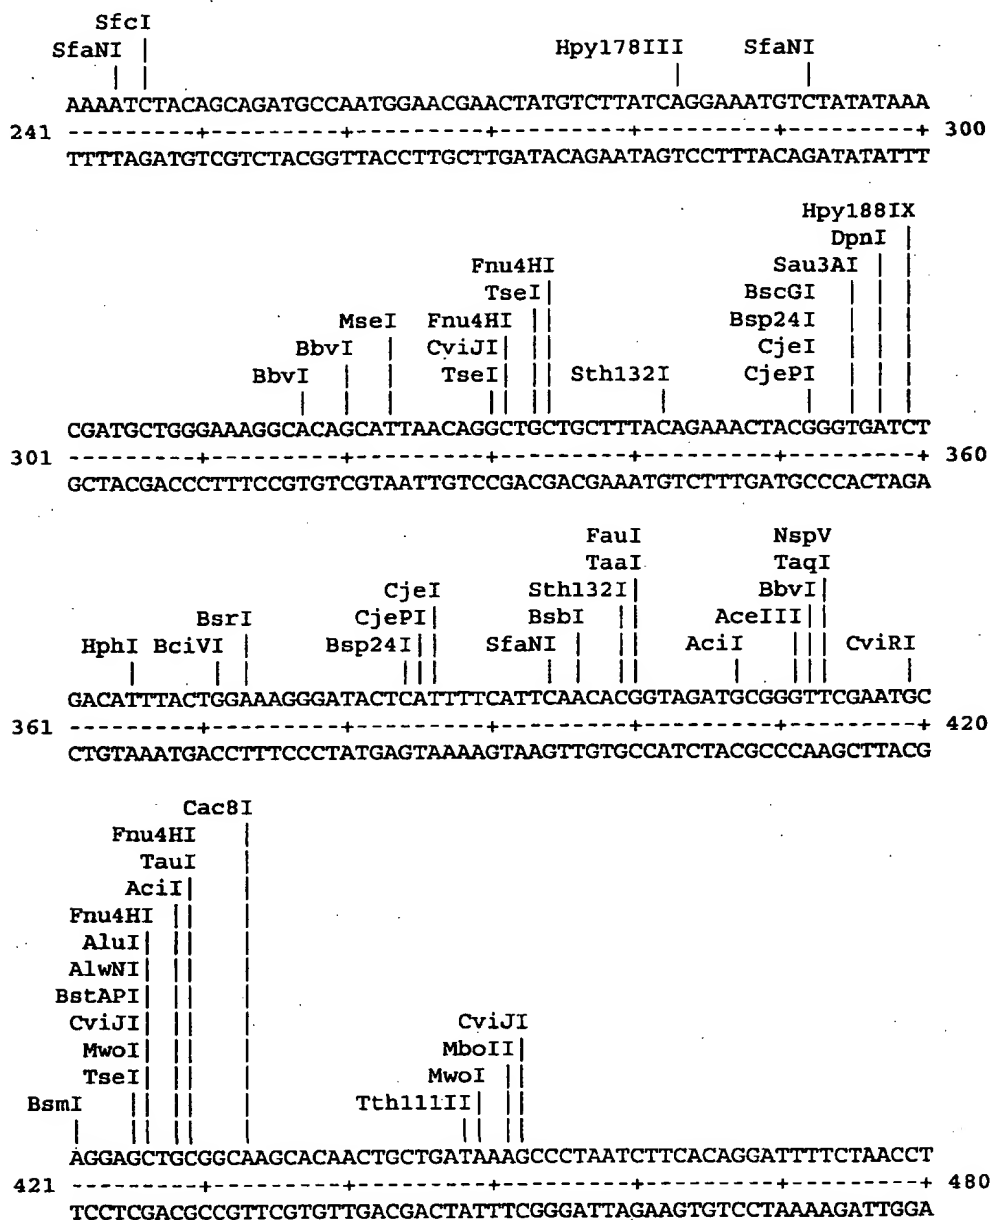 SfcI
SfaNI | Hpy178III SfaNI
AAAATCTACAGCAGATGCCAATGGAACGAACTATGTCTTATCAGGAAATGTCTATATAAA
241 ---------+---------+---------+---------+---------+---------+ 300
TTTTAGATGTCGTCTACGGTTACCTTGCTTGATACAGAATAGTCCTTTACAGATATATTT
Hpy188IX
DpnI |
Fnu4HI Sau3AI | |
TseI| BscGI | | |
MseI Fnu4HI || Bsp24I | | |
BbvI | CviJI| || CjeI | | |
BbvI | | TseI| || Sth132I CjePI | | |
CGATGCTGGGAAAGGCACAGCATTAACAGGCTGCTGCTTTACAGAAACTACGGGTGATCT
301 ---------+---------+---------+---------+---------+---------+ 360
GCTACGACCCTTTCCGTGTCGTAATTGTCCGACGACGAAATGTCTTTGATGCCCACTAGA
FauI NspV
TaaI TaqI
CjeI Sth132I| BbvI|
BsrI CjePI| BsbI || AceIII||
HphI BciVI | Bsp24I|| SfaNI | || AciI ||| CviRI
GACATTTACTGGAAAGGGATACTCATTTTCATTCAACACGGTAGATGCGGGTTCGAATGC
361 ---------+---------+---------+---------+---------+---------+ 420
CTGTAAATGACCTTTCCCTATGAGTAAAAGTAAGTTGTGCCATCTACGCCCAAGCTTACG
Cac8I
Fnu4HI |
TauI |
AciI| |
Fnu4HI || |
AluI| || |
AlwNI| || |
BstAPI| || |
CviJI| || | CviJI
MwoI| || | MboII|
TseI| || | MwoI ||
BsmI || || | Tth111II| ||
AGGAGCTGCGGCAAGCACAACTGCTGATAAAGCCCTAATCTTCACAGGATTTTCTAACCT
421 ---------+---------+---------+---------+---------+---------+ 480
TCCTCGACGCCGTTCGTGTTGACGACTATTTCGGGATTAGAAGTGTCCTAAAAGATTGGA